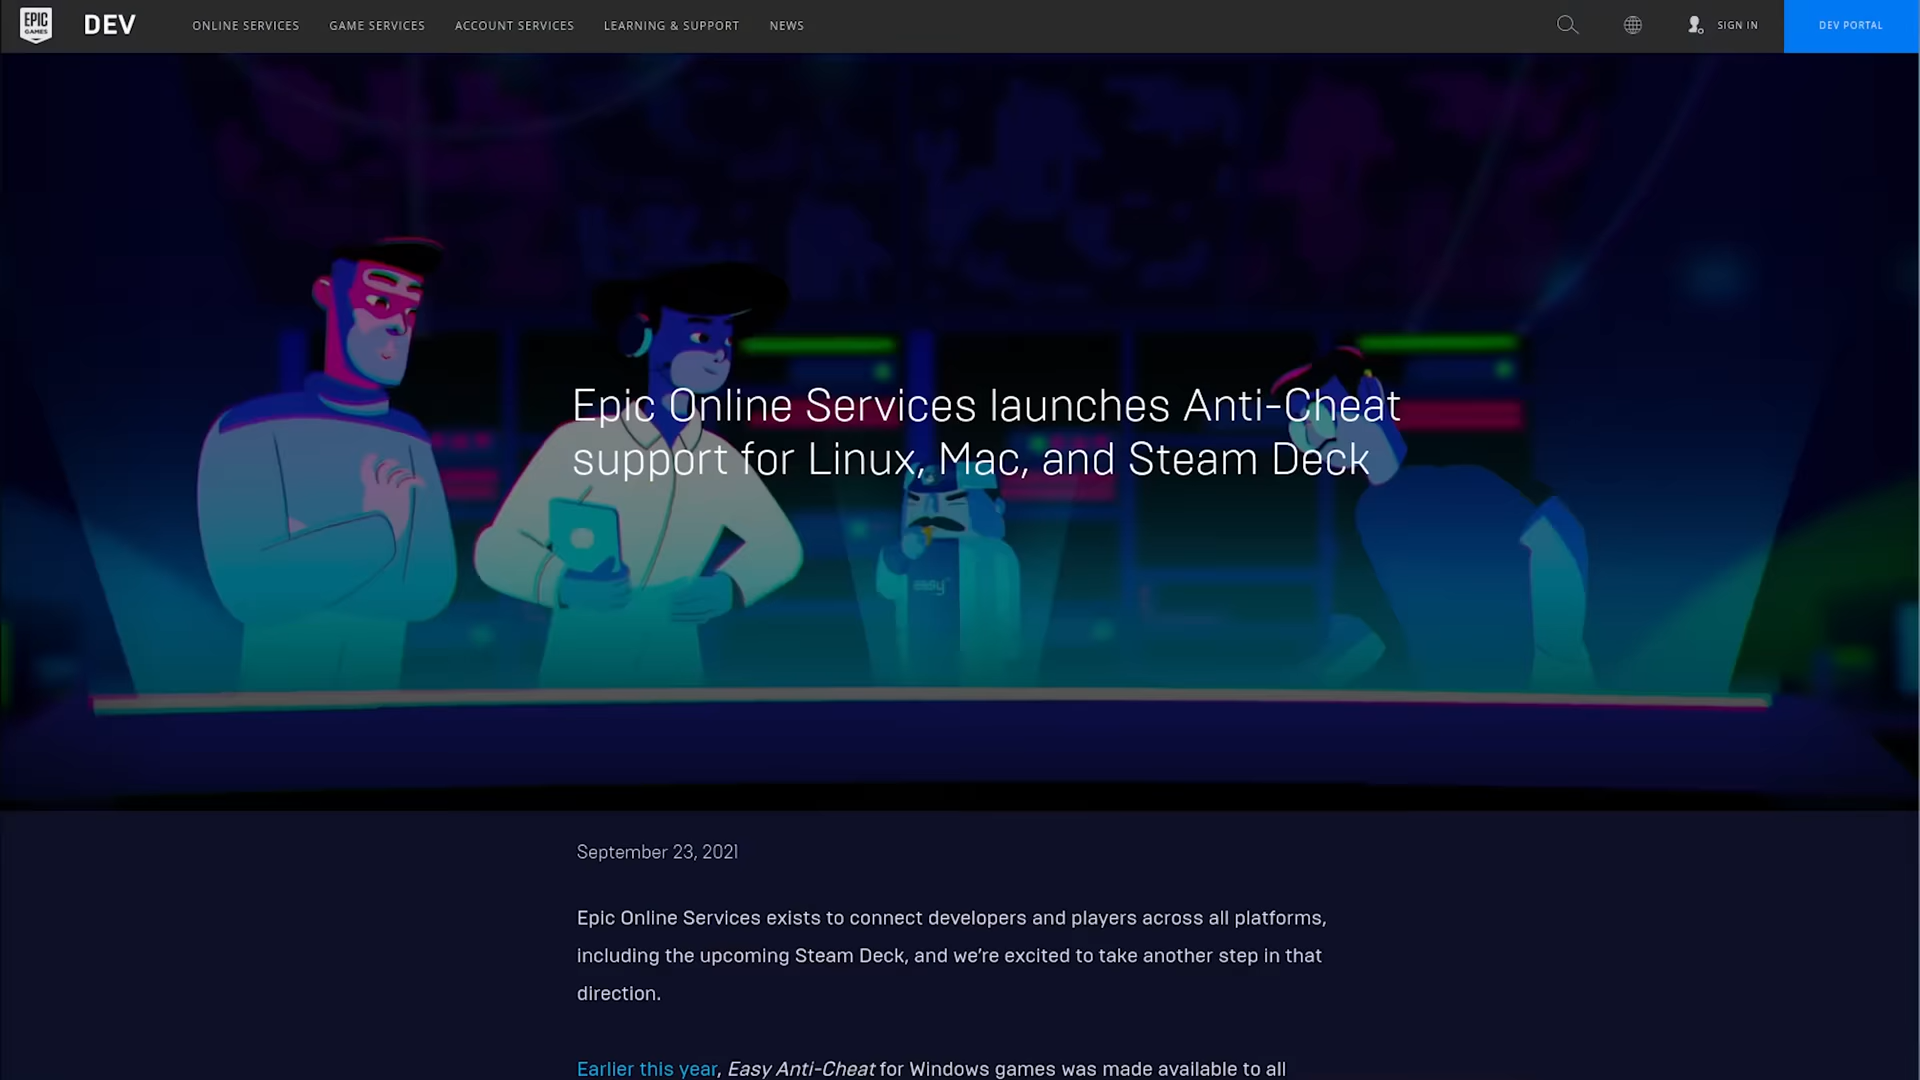 EPIC
GAMES
DEV
ONLINE SERVICES
GAME SERVICES
ACCOUNT SERVICES
LEARNING & SUPPORT
NEWS
SIGN IN
DEV PORTAL
Epic Online Services launches Anti-Cheat
support for Linux, Mac, and Steam Deck
easy
September 23, 2021
Epic Online Services exists to connect developers and players across all platforms,
including the upcoming Steam Deck, and we’re excited to take another step in that
direction.
Earlier this year, Easy Anti-Cheat for Windows games was made available to all